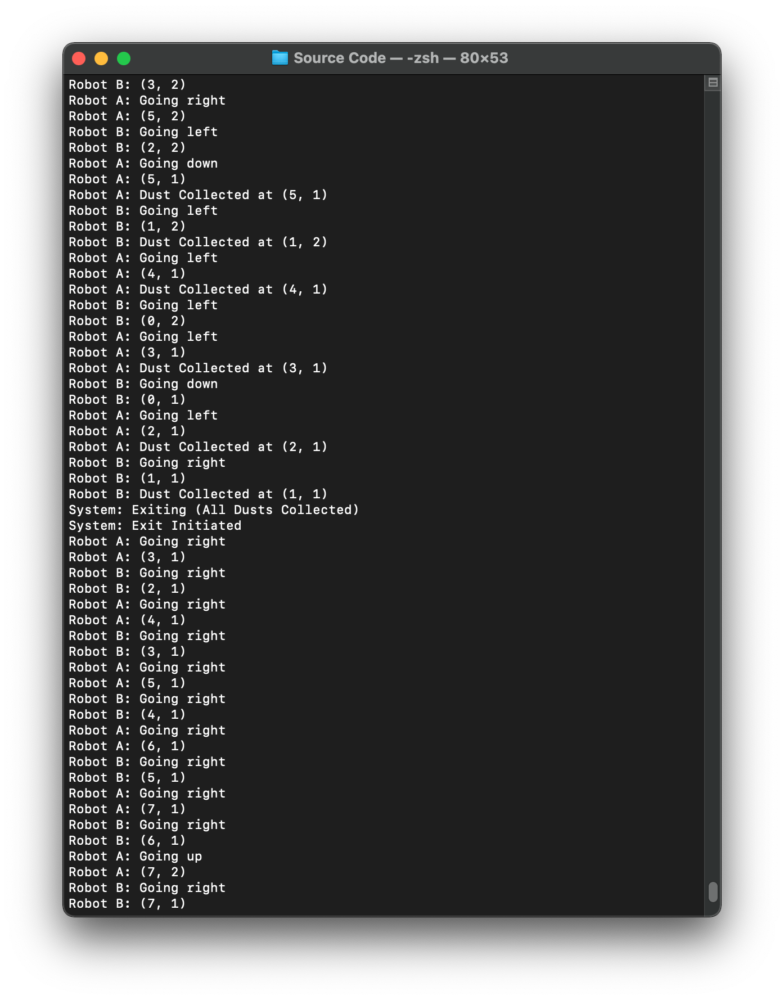 Source Code — -zsh — 80×53
Robot B: (3, 2)
Robot A: Going right
Robot A: (5, 2)
Robot B: Going left
Robot B: (2, 2)
Robot A: Going down
Robot A: (5, 1)
Robot A: Dust Collected at (5, 1)
Robot B: Going left
Robot B: (1, 2)
Robot B: Dust Collected at (1, 2)
Robot A: Going left
Robot A: (4, 1)
Robot A: Dust Collected at (4, 1)
Robot B: Going left
Robot B: (0, 2)
Robot A: Going left
Robot A: (3, 1)
Robot A: Dust Collected at (3, 1)
Robot B: Going down
Robot B: (0, 1)
Robot A: Going left
Robot A: (2, 1)
Robot A: Dust Collected at (2, 1)
Robot B: Going right
Robot B: (1, 1)
Robot B: Dust Collected at (1, 1)
System: Exiting (All Dusts Collected)
System: Exit Initiated
Robot A: Going right
Robot A: (3, 1)
Robot B: Going right
Robot B: (2, 1)
Robot A: Going right
Robot A: (4, 1)
Robot B: Going right
Robot B: (3, 1)
Robot A: Going right
Robot A: (5, 1)
Robot B: Going right
Robot B: (4, 1)
Robot A: Going right
Robot A: (6, 1)
Robot B: Going right
Robot B: (5, 1)
Robot A: Going right
Robot A: (7, 1)
Robot B: Going right
Robot B: (6, 1)
Robot A: Going up
Robot A: (7, 2)
Robot B: Going right
Robot B: (7, 1)